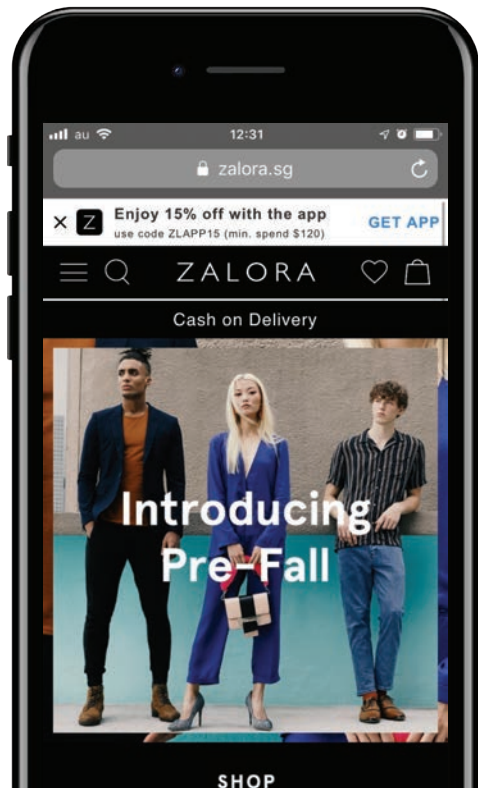 au
12:31
zalora.sg
Z
Enjoy 15% off with the app
use code ZLAPP15 (min. spend $120)
GET APP
ZALORA
Cash on Delivery
Introducing
Pre-Fall
SHOP